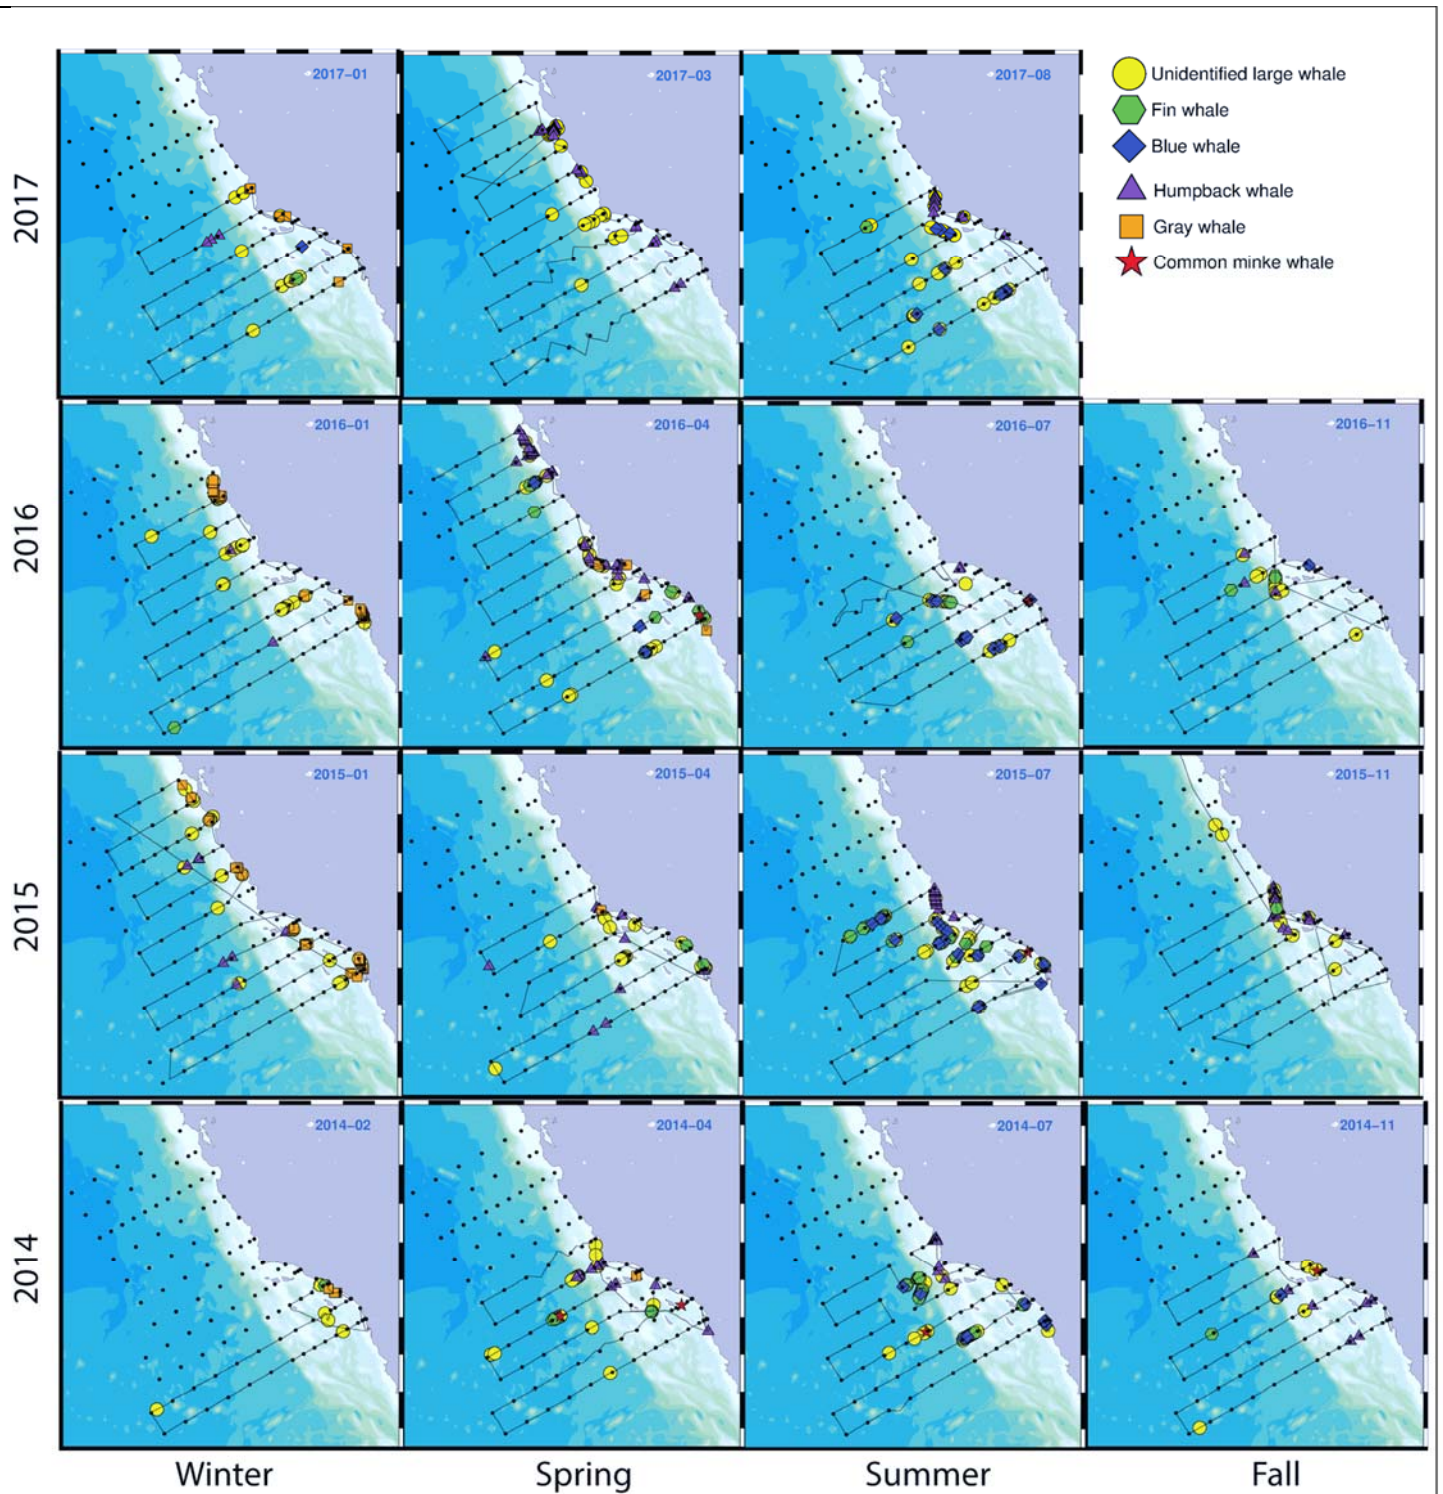 2017
2017-01
2017-03
2017-08
Unidentified large whale
Fin whale
Blue whale
Humpback whale
Gray whale
Common minke whale
2016
2016-01
2016-04
2016-07
2016-11
2015
2015-01
2015-04
2015-07
2015-11
2014
2014-02
2014-04
2014-07
2014-11
Winter
Spring
Summer
Fall